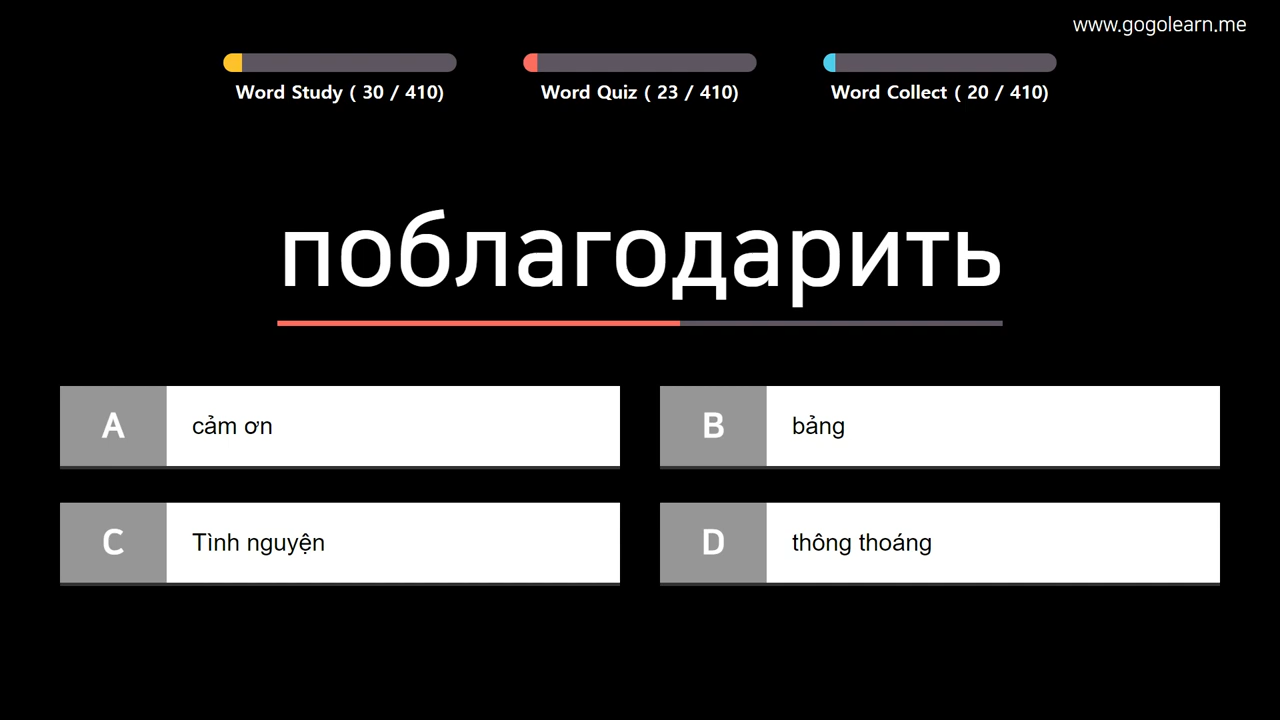 www.gogolearn.me
Word Study ( 30 / 410)
Word Quiz ( 23 / 410)
Word Collect ( 20 / 410)
поблагодарить
A cảm ơn
B bảng
C Tình nguyện
D thông thoáng